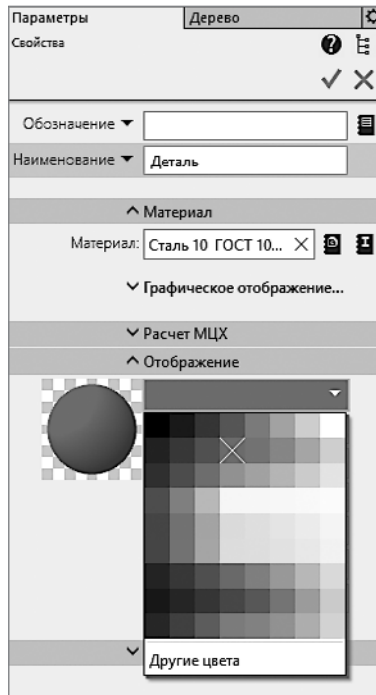 Параметры
Дерево
Свойства
Обозначение
Наименование
Деталь
Материал
Материал: Сталь 10 ГОСТ 10...
Графическое отображение...
Расчет МЦХ
Отображение
Другие цвета